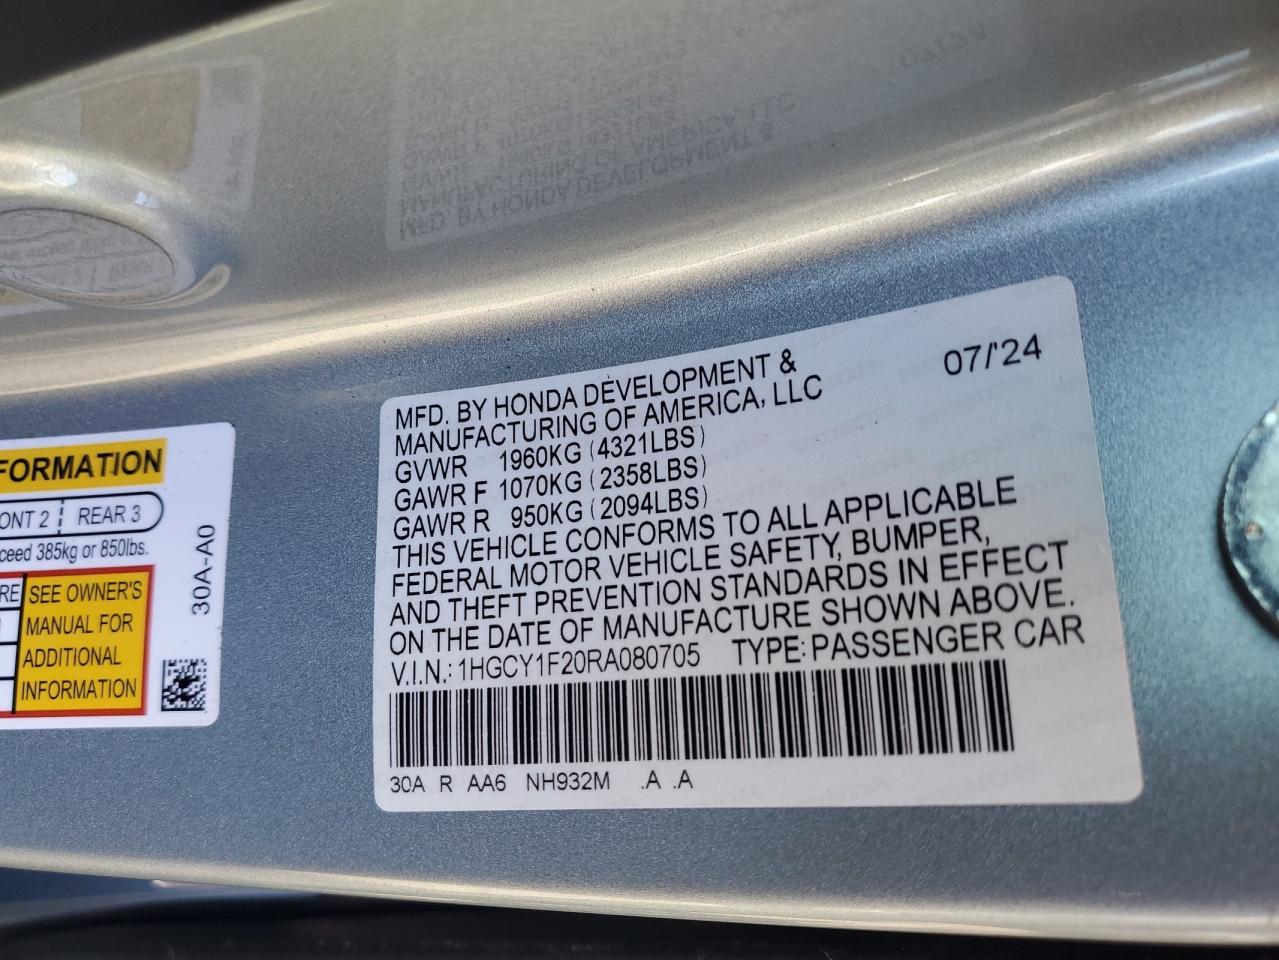 07/'24
MFD. BY HONDA DEVELOPMENT &
MANUFACTURING OF AMERICA, LLC
GVWR 1960KG (4321LBS)
GAWR F 1070KG (2358LBS)
GAWR R 950KG (2094LBS)
THIS VEHICLE CONFORMS TO ALL APPLICABLE
FEDERAL MOTOR VEHICLE SAFETY, BUMPER,
AND THEFT PREVENTION STANDARDS IN EFFECT
ON THE DATE OF MANUFACTURE SHOWN ABOVE.
V.I.N.: 1HGCY1F20RA080705 TYPE: PASSENGER CAR
30A R AA6 NH932M .A .A
FORMATION
ONT 2 REAR 3
ceed 385kg or 850lbs.
RE SEE OWNER'S
MANUAL FOR
ADDITIONAL
INFORMATION
30A-A0